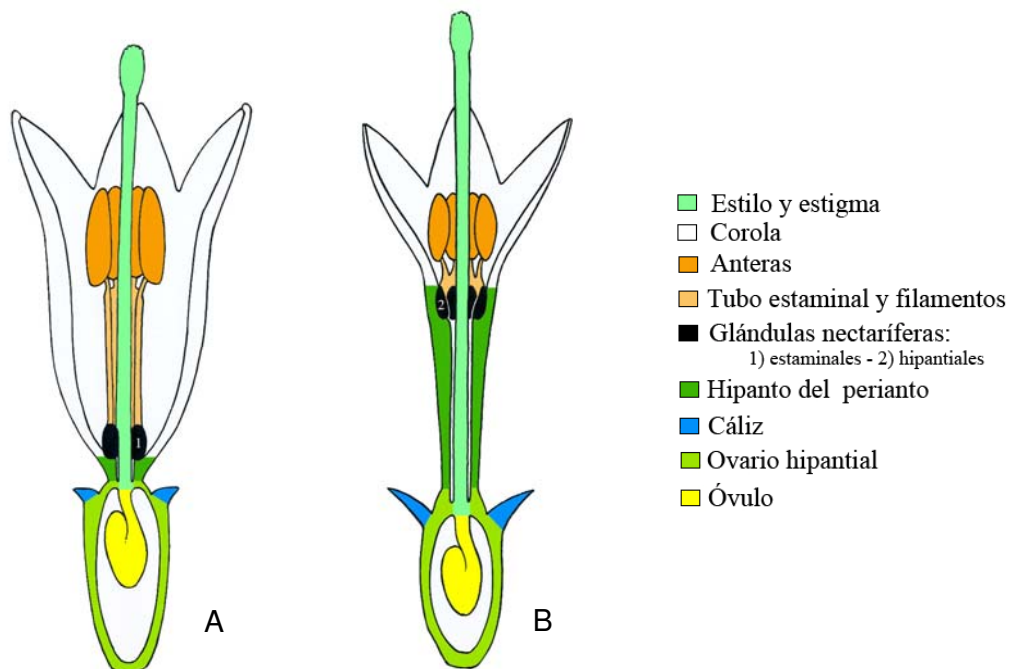 Estilo y estigma
Corola
Anteras
Tubo estaminal y filamentos
Glándulas nectaríferas:
1) estaminales - 2) hipantiales
Hipanto del perianto
Cáliz
Ovario hipantial
Óvulo
1
2
A
B